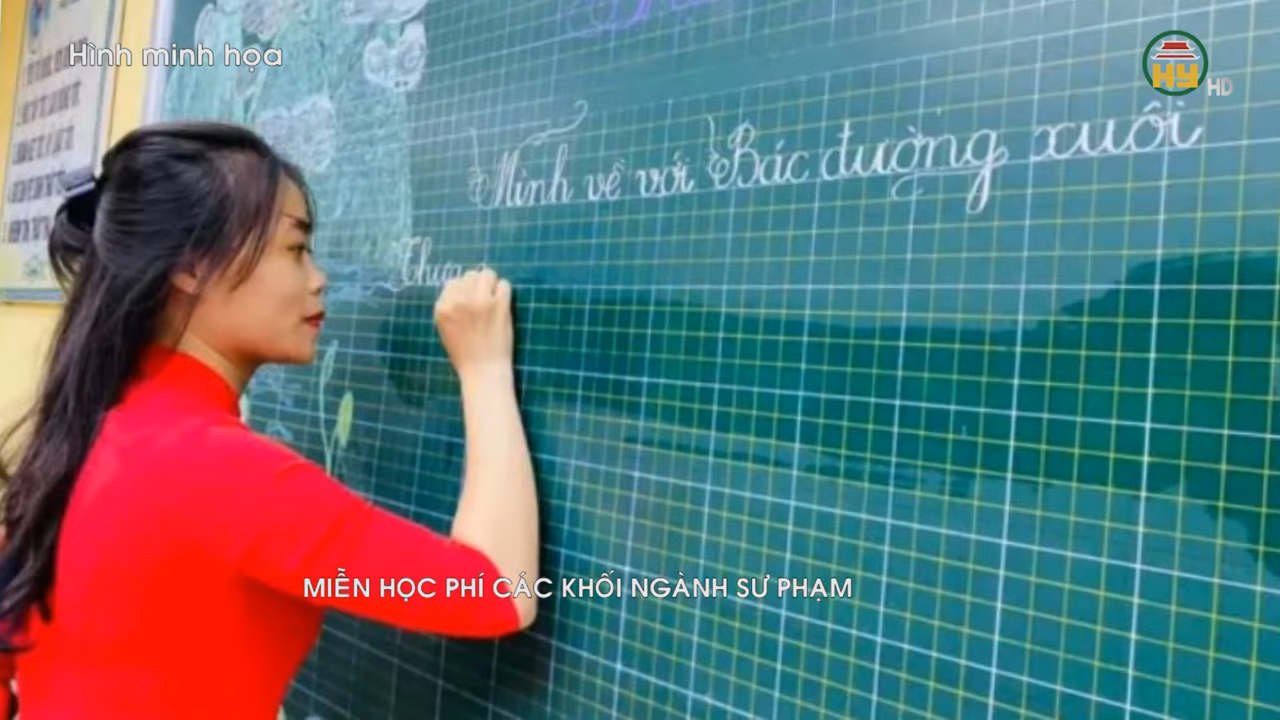 Hình minh họa
HY HD
Mình về với Bác đường xuôi
Thưa
MIỄN HỌC PHÍ CÁC KHỐI NGÀNH SƯ PHẠM